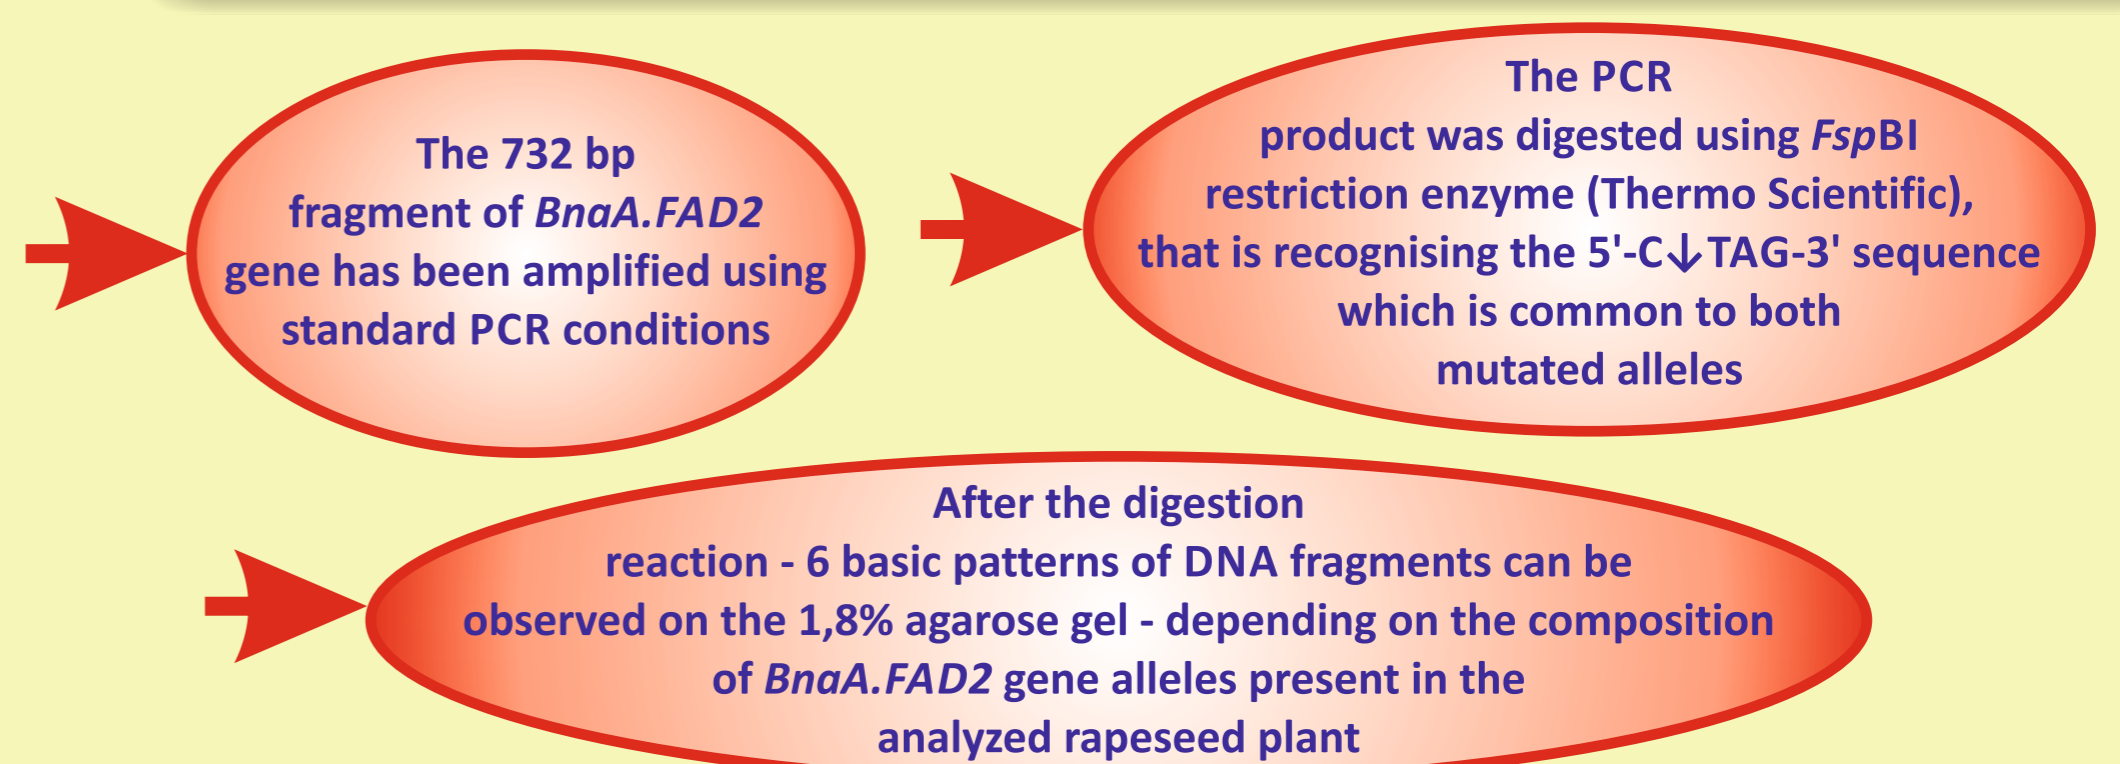 The 732 bp
fragment of BnaA.FAD2
gene has been amplified using
standard PCR conditions
The PCR
product was digested using FspBI
restriction enzyme (Thermo Scientific),
that is recognising the 5'-C↓TAG-3' sequence
which is common to both
mutated alleles
After the digestion
reaction - 6 basic patterns of DNA fragments can be
observed on the 1,8% agarose gel - depending on the composition
of BnaA.FAD2 gene alleles present in the
analyzed rapeseed plant